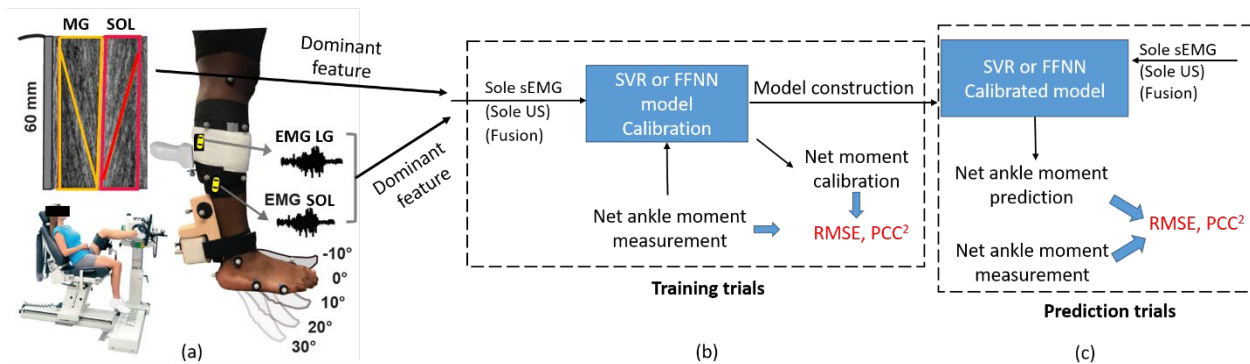 MG SOL
60 mm
Dominant
feature
EMG LG
EMG SOL
Dominant
feature
-10°
0°
10°
20°
30°
(a)
Sole sEMG
(Sole US)
(Fusion)
SVR or FFNN
model
Calibration
Model construction
Net moment
calibration
Net ankle moment
measurement
RMSE, PCC²
Training trials
(b)
SVR or FFNN
Calibrated model
Sole sEMG
(Sole US)
(Fusion)
Net ankle moment
prediction
RMSE, PCC²
Net ankle moment
measurement
Prediction trials
(c)